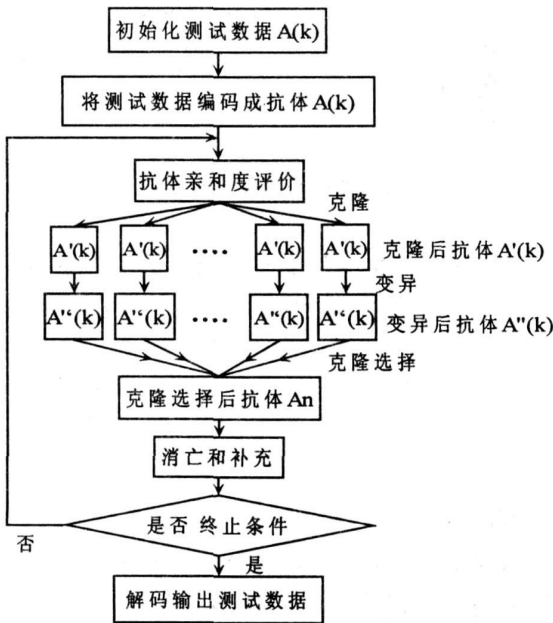 初始化测试数据A(k)
将测试数据编码成抗体A(k)
抗体亲和度评价
克隆
A'(k) A'(k) .... A'(k) A'(k) 克隆后抗体A'(k)
变异
A"(k) A"(k) .... A"(k) A"(k) 变异后抗体A"(k)
克隆选择
克隆选择后抗体An
消亡和补充
是否 终止条件
否
是
解码输出测试数据